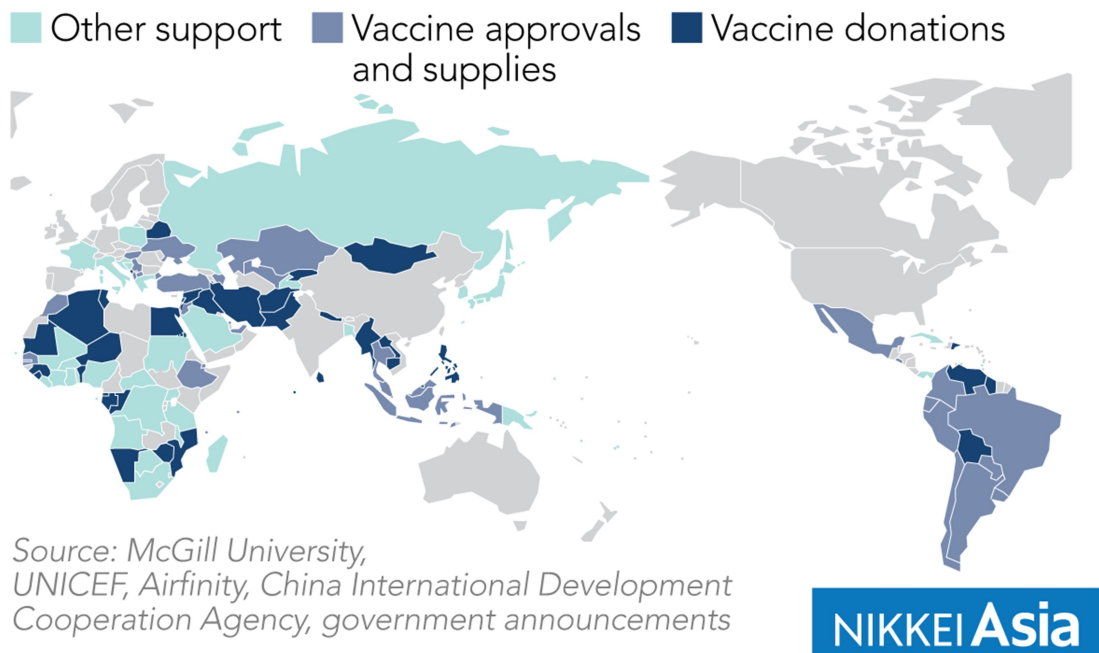 Other support
Vaccine approvals
and supplies
Vaccine donations
Source: McGill University,
UNICEF, Airfinity, China International Development
Cooperation Agency, government announcements
NIKKEI Asia